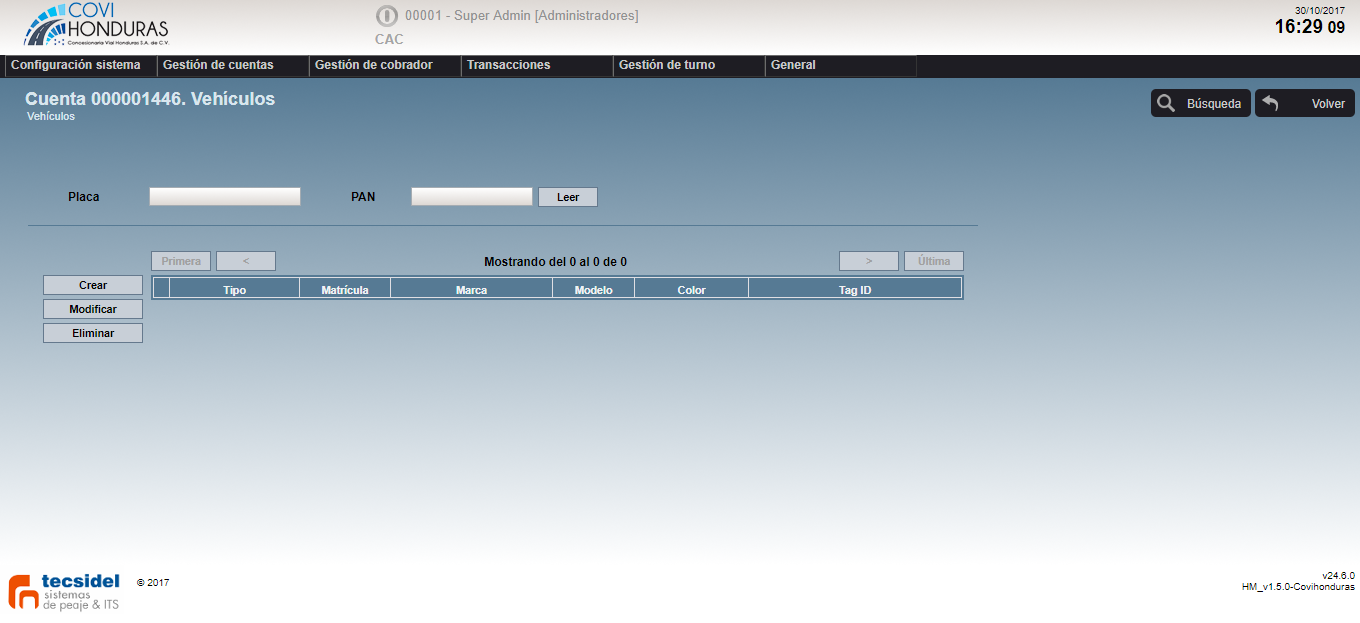 COVI
HONDURAS
Concesionaria Vial Honduras S.A. de C.V.
00001 - Super Admin [Administradores]
CAC
30/10/2017
16:29 09
Configuración sistema
Gestión de cuentas
Gestión de cobrador
Transacciones
Gestión de turno
General
Cuenta 000001446. Vehículos
Vehículos
Búsqueda
Volver
Placa
PAN
Leer
Primera
<
Mostrando del 0 al 0 de 0
>
Última
Crear
Modificar
Eliminar
Tipo
Matrícula
Marca
Modelo
Color
Tag ID
tecsidel
sistemas
de peaje & ITS
© 2017
v24.6.0
HM_v1.5.0-Covihonduras